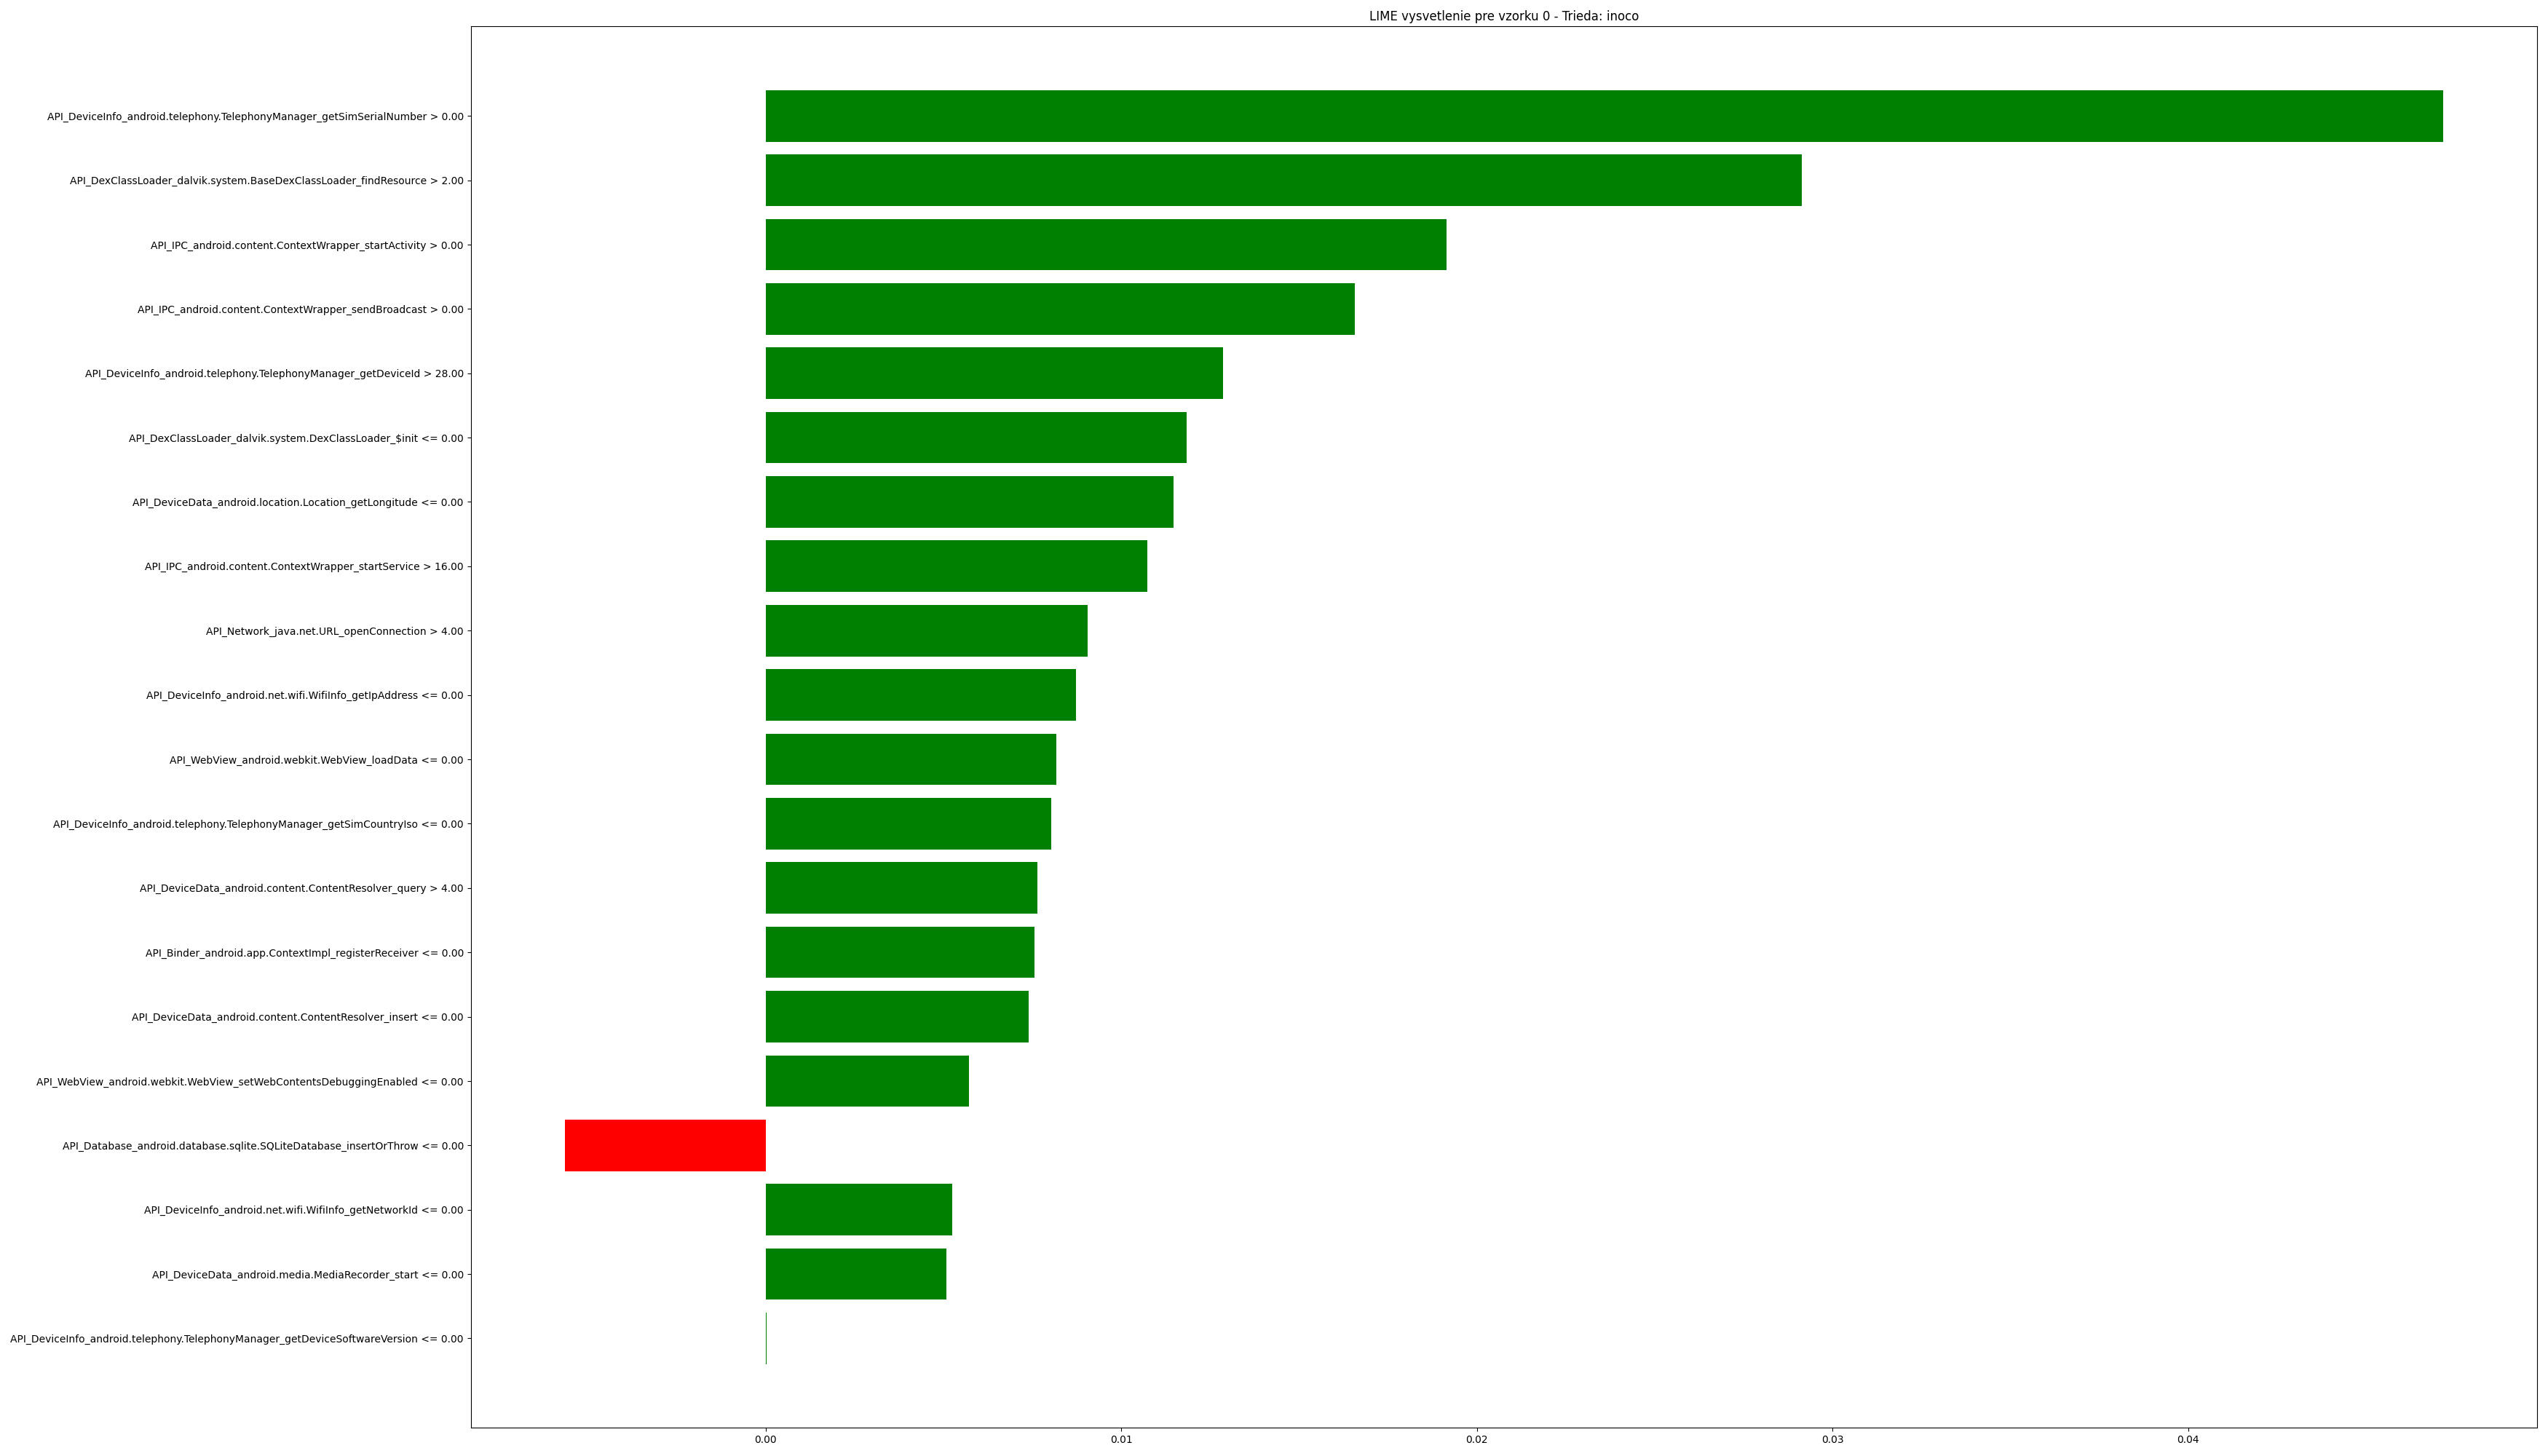 LIME vysvetlenie pre vzorku 0 - Trieda: inoco
API_DeviceInfo_android.telephony.TelephonyManager_getSimSerialNumber > 0.00
API_DexClassLoader_dalvik.system.BaseDexClassLoader_findResource > 2.00
API_IPC_android.content.ContextWrapper_startActivity > 0.00
API_IPC_android.content.ContextWrapper_sendBroadcast > 0.00
API_DeviceInfo_android.telephony.TelephonyManager_getDeviceId > 28.00
API_DexClassLoader_dalvik.system.DexClassLoader_$init <= 0.00
API_DeviceData_android.location.Location_getLongitude <= 0.00
API_IPC_android.content.ContextWrapper_startService > 16.00
API_Network_java.net.URL_openConnection > 4.00
API_DeviceInfo_android.net.wifi.WifiInfo_getIpAddress <= 0.00
API_WebView_android.webkit.WebView_loadData <= 0.00
API_DeviceInfo_android.telephony.TelephonyManager_getSimCountryIso <= 0.00
API_DeviceData_android.content.ContentResolver_query > 4.00
API_Binder_android.app.ContextImpl_registerReceiver <= 0.00
API_DeviceData_android.content.ContentResolver_insert <= 0.00
API_WebView_android.webkit.WebView_setWebContentsDebuggingEnabled <= 0.00
API_Database_android.database.sqlite.SQLiteDatabase_insertOrThrow <= 0.00
API_DeviceInfo_android.net.wifi.WifiInfo_getNetworkId <= 0.00
API_DeviceData_android.media.MediaRecorder_start <= 0.00
API_DeviceInfo_android.telephony.TelephonyManager_getDeviceSoftwareVersion <= 0.00
0.00 0.01 0.02 0.03 0.04